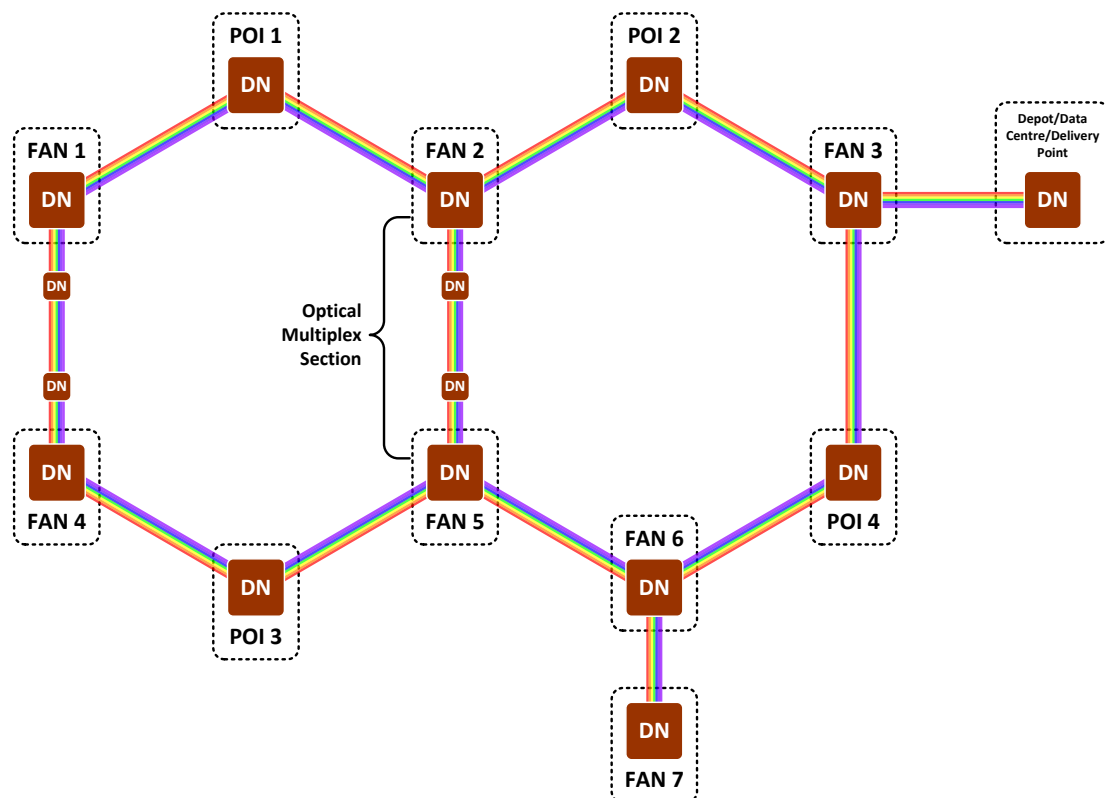 POI 1
POI 2
DN
DN
Depot/Data
Centre/Delivery
Point
FAN 1
FAN 2
FAN 3
DN
DN
DN
DN
DN
DN
Optical
Multiplex
Section
DN
DN
DN
DN
DN
FAN 4
FAN 5
POI 4
FAN 6
DN
DN
POI 3
DN
FAN 7